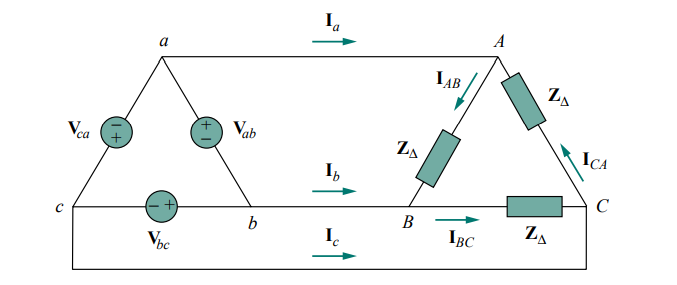 I_a
a
A
I_AB
Z_Δ
V_ca
−
+
+
−
V_ab
Z_Δ
I_b
I_CA
c
− +
b
B
C
V_bc
I_c
I_BC
Z_Δ